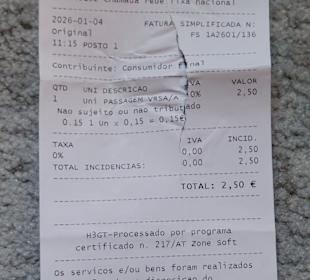 chamada rede fixa nacional
2026-01-04 FATURA SIMPLIFICADA N:
Original FS 1A2601/136
11:15 POSTO 1
Contribuinte: Consumidor nal
QTD UNI DESCRICAO VA VALOR
1 Uni PASSAGEM VRSA/A 0% 2,50
Nao sujeito ou nao tributado
0.15 1 Un x 0,15 = 0,15€
TAXA IVA INCID.
0% 0,00 2,50
TOTAL INCIDENCIAS: 0,00 2,50
TOTAL: 2,50 €
H3GT-Processado por programa
certificado n. 217/AT Zone Soft
Os servicos e/ou bens foram realizados